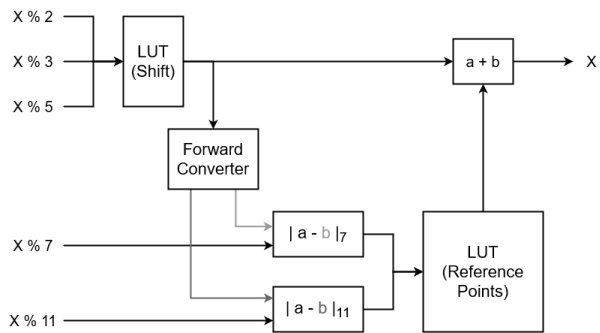 X % 2
X % 3
X % 5
LUT
(Shift)
a + b
X
Forward
Converter
X % 7
| a - b |7
X % 11
| a - b |11
LUT
(Reference
Points)